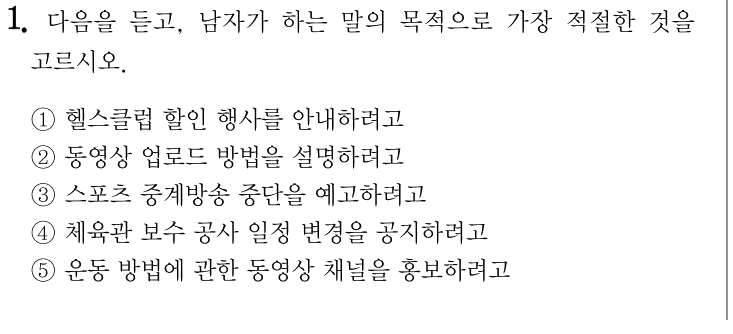 1. 다음을 듣고, 남자가 하는 말의 목적으로 가장 적절한 것을
고르시오.
① 헬스클럽 할인 행사를 안내하려고
② 동영상 업로드 방법을 설명하려고
③ 스포츠 중계방송 중단을 예고하려고
④ 체육관 보수 공사 일정 변경을 공지하려고
⑤ 운동 방법에 관한 동영상 채널을 홍보하려고